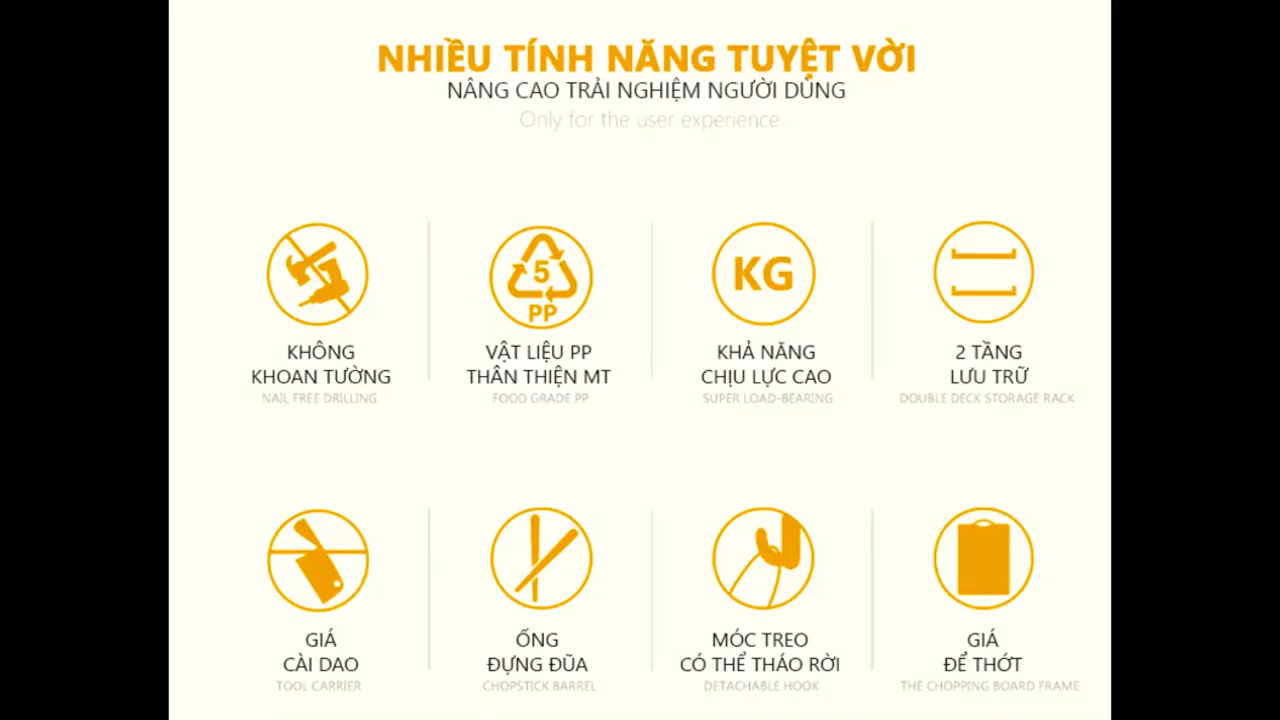 NHIỀU TÍNH NĂNG TUYỆT VỜI
NÂNG CAO TRẢI NGHIỆM NGƯỜI DÙNG
Only for the user experience
5
PP
KG
KHÔNG
KHOAN TƯỜNG
NAIL FREE DRILLING
VẬT LIỆU PP
THÂN THIỆN MT
FOOD GRADE PP
KHẢ NĂNG
CHỊU LỰC CAO
SUPER LOAD-BEARING
2 TẦNG
LƯU TRỮ
DOUBLE DECK STORAGE RACK
GIÁ
CÀI DAO
TOOL CARRIER
ỐNG
ĐỰNG ĐŨA
CHOPSTICK BARREL
MÓC TREO
CÓ THỂ THÁO RỜI
DETACHABLE HOOK
GIÁ
ĐỂ THỚT
THE CHOPPING BOARD FRAME